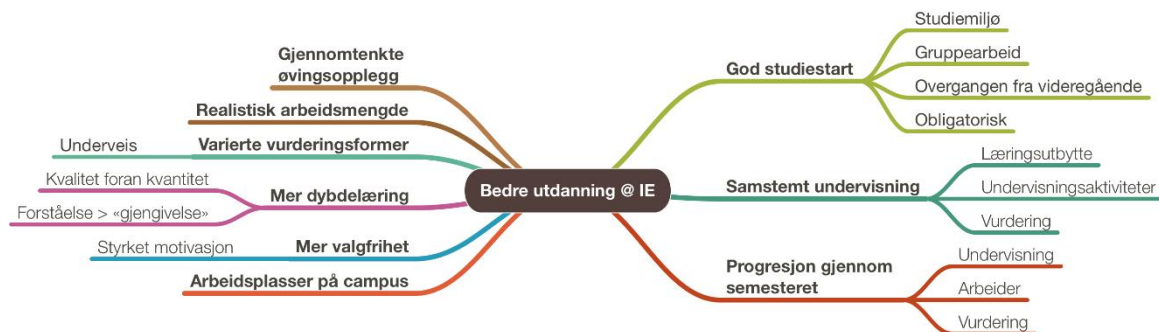 Gjennomtenkte
øvingsopplegg
Realistisk arbeidsmengde
Underveis
Varierte vurderingsformer
Kvalitet foran kvantitet
Forståelse > «gjengivelse»
Mer dybdelæring
Styrket motivasjon
Mer valgfrihet
Arbeidsplasser på campus
Bedre utdanning @ IE
God studiestart
Studiemiljø
Gruppearbeid
Overgangen fra videregående
Obligatorisk
Samstemt undervisning
Læringsutbytte
Undervisningsaktiviteter
Vurdering
Progresjon gjennom
semesteret
Undervisning
Arbeider
Vurdering